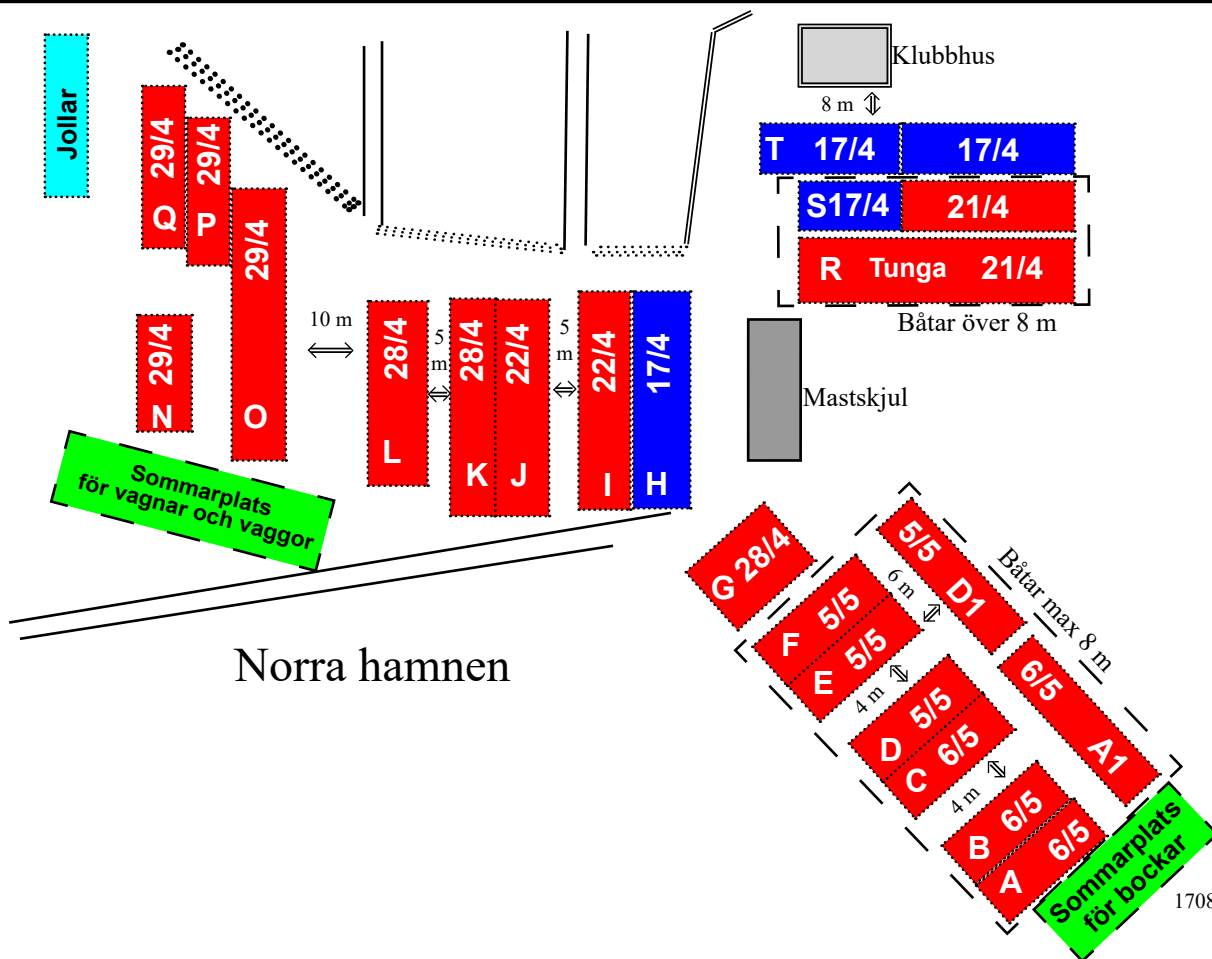 Klubbhus
8 m
Jollar
T 17/4 17/4
S17/4 21/4
R Tunga 21/4
Båtar över 8 m
Q 29/4
P 29/4
O 29/4
N 29/4
10 m
L 28/4
5 m
K 28/4
J 22/4
5 m
I 22/4
H 17/4
Mastskjul
Sommarplats
för vagnar och vaggor
Norra hamnen
G 28/4
F 5/5
E 5/5
6 m
D1 5/5
Båtar max 8 m
4 m
D 5/5
C 6/5
A1 6/5
4 m
B 6/5
A 6/5
Sommarplats
för bockar
1708